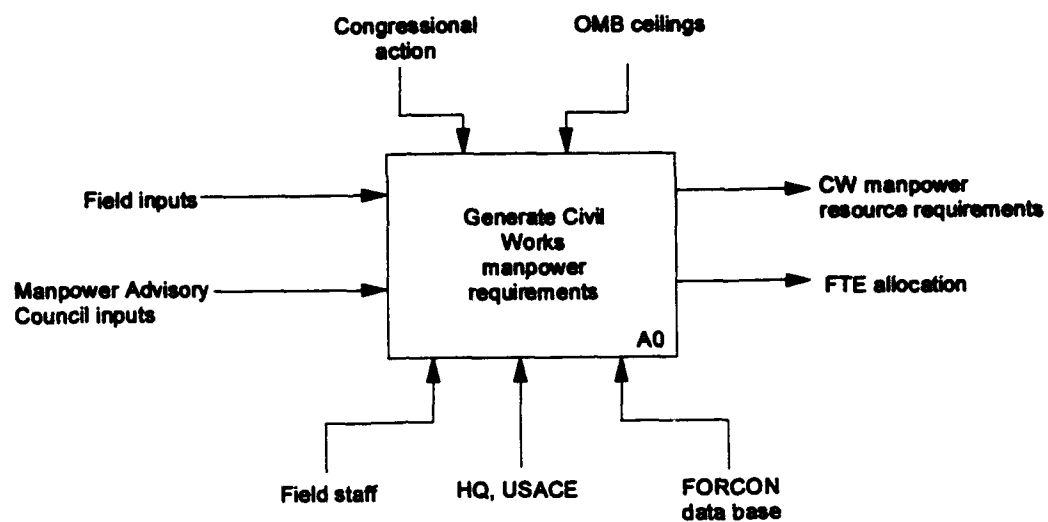 Congressional
action
OMB ceilings
Field inputs
Manpower Advisory
Council inputs
Generate Civil
Works
manpower
requirements
A0
CW manpower
resource requirements
FTE allocation
Field staff
HQ, USACE
FORCON
data base